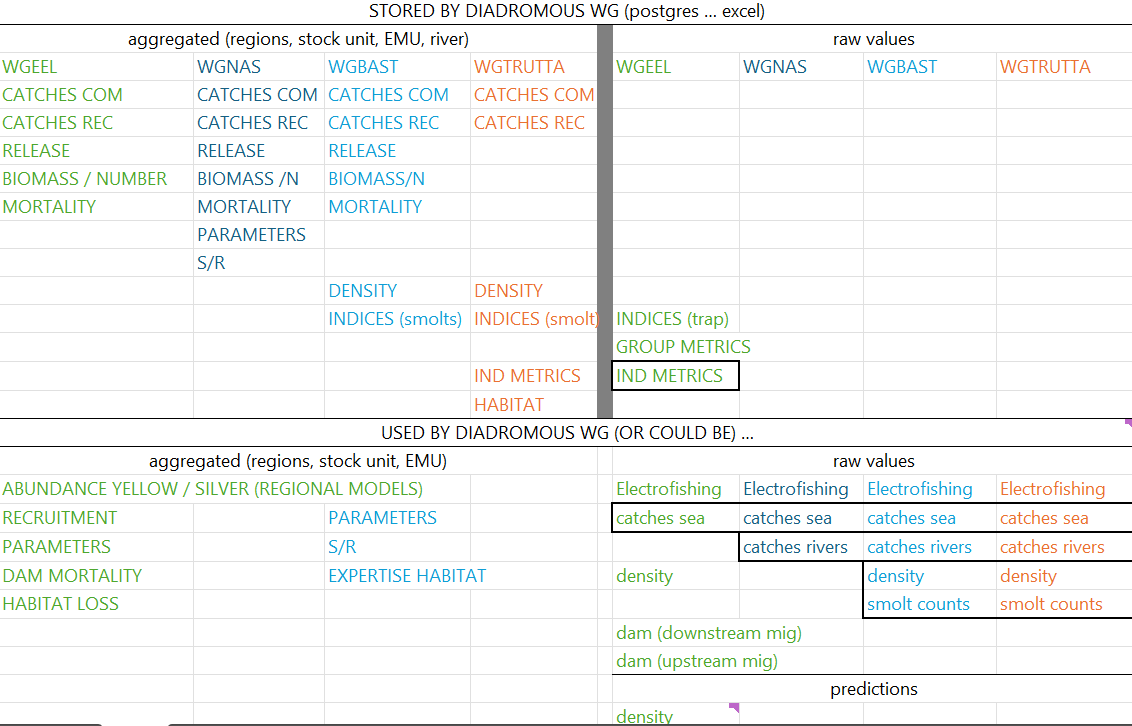 STORED BY DIADROMOUS WG (postgres ... excel)
aggregated (regions, stock unit, EMU, river) raw values
WGEEL WGNAS WGBAST WGTRUTTA WGEEL WGNAS WGBAST WGTRUTTA
CATCHES COM CATCHES COM CATCHES COM CATCHES COM
CATCHES REC CATCHES REC CATCHES REC CATCHES REC
RELEASE RELEASE RELEASE
BIOMASS / NUMBER BIOMASS /N BIOMASS/N
MORTALITY MORTALITY MORTALITY
PARAMETERS
S/R
DENSITY DENSITY
INDICES (smolts) INDICES (smolt) INDICES (trap)
GROUP METRICS
IND METRICS IND METRICS
HABITAT
USED BY DIADROMOUS WG (OR COULD BE) ...
aggregated (regions, stock unit, EMU) raw values
ABUNDANCE YELLOW / SILVER (REGIONAL MODELS) Electrofishing Electrofishing Electrofishing Electrofishing
RECRUITMENT PARAMETERS catches sea catches sea catches sea catches sea
PARAMETERS S/R catches rivers catches rivers catches rivers
DAM MORTALITY EXPERTISE HABITAT density density density
HABITAT LOSS smolt counts smolt counts
dam (downstream mig)
dam (upstream mig)
predictions
density